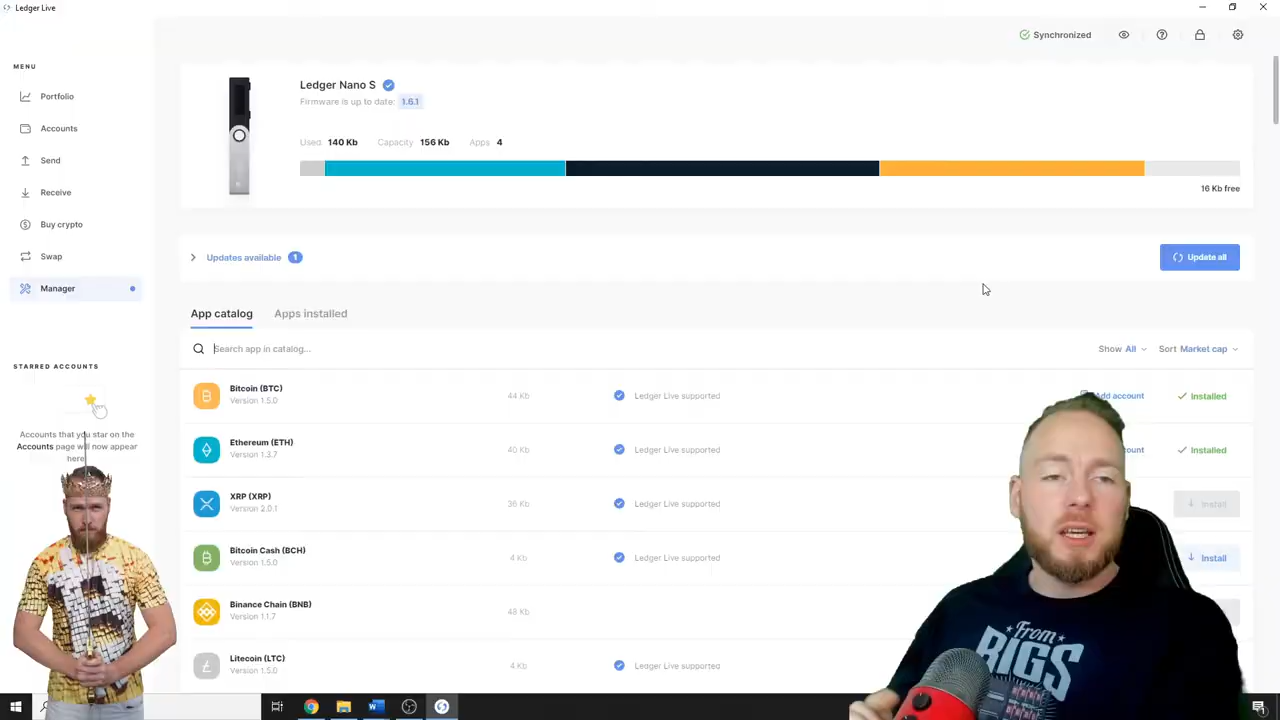 Ledger Live
Synchronized
MENU
Portfolio
Accounts
Send
Receive
Buy crypto
Swap
Manager
STARRED ACCOUNTS
Accounts that you star on the
Accounts page will now appear
here.
Ledger Nano S
Firmware is up to date: 1.6.1
Used 140 Kb Capacity 156 Kb Apps 4
16 Kb free
Updates available 1
Update all
App catalog Apps installed
Search app in catalog...
Show All Sort Market cap
Bitcoin (BTC)
Version 1.5.0
44 Kb Ledger Live supported Add account Installed
Ethereum (ETH)
Version 1.3.7
40 Kb Ledger Live supported Installed
XRP (XRP)
Version 2.0.1
36 Kb Ledger Live supported Install
Bitcoin Cash (BCH)
Version 1.5.0
4 Kb Ledger Live supported Install
Binance Chain (BNB)
Version 1.1.7
48 Kb
Litecoin (LTC)
Version 1.5.0
4 Kb Ledger Live supported
From
RIGS